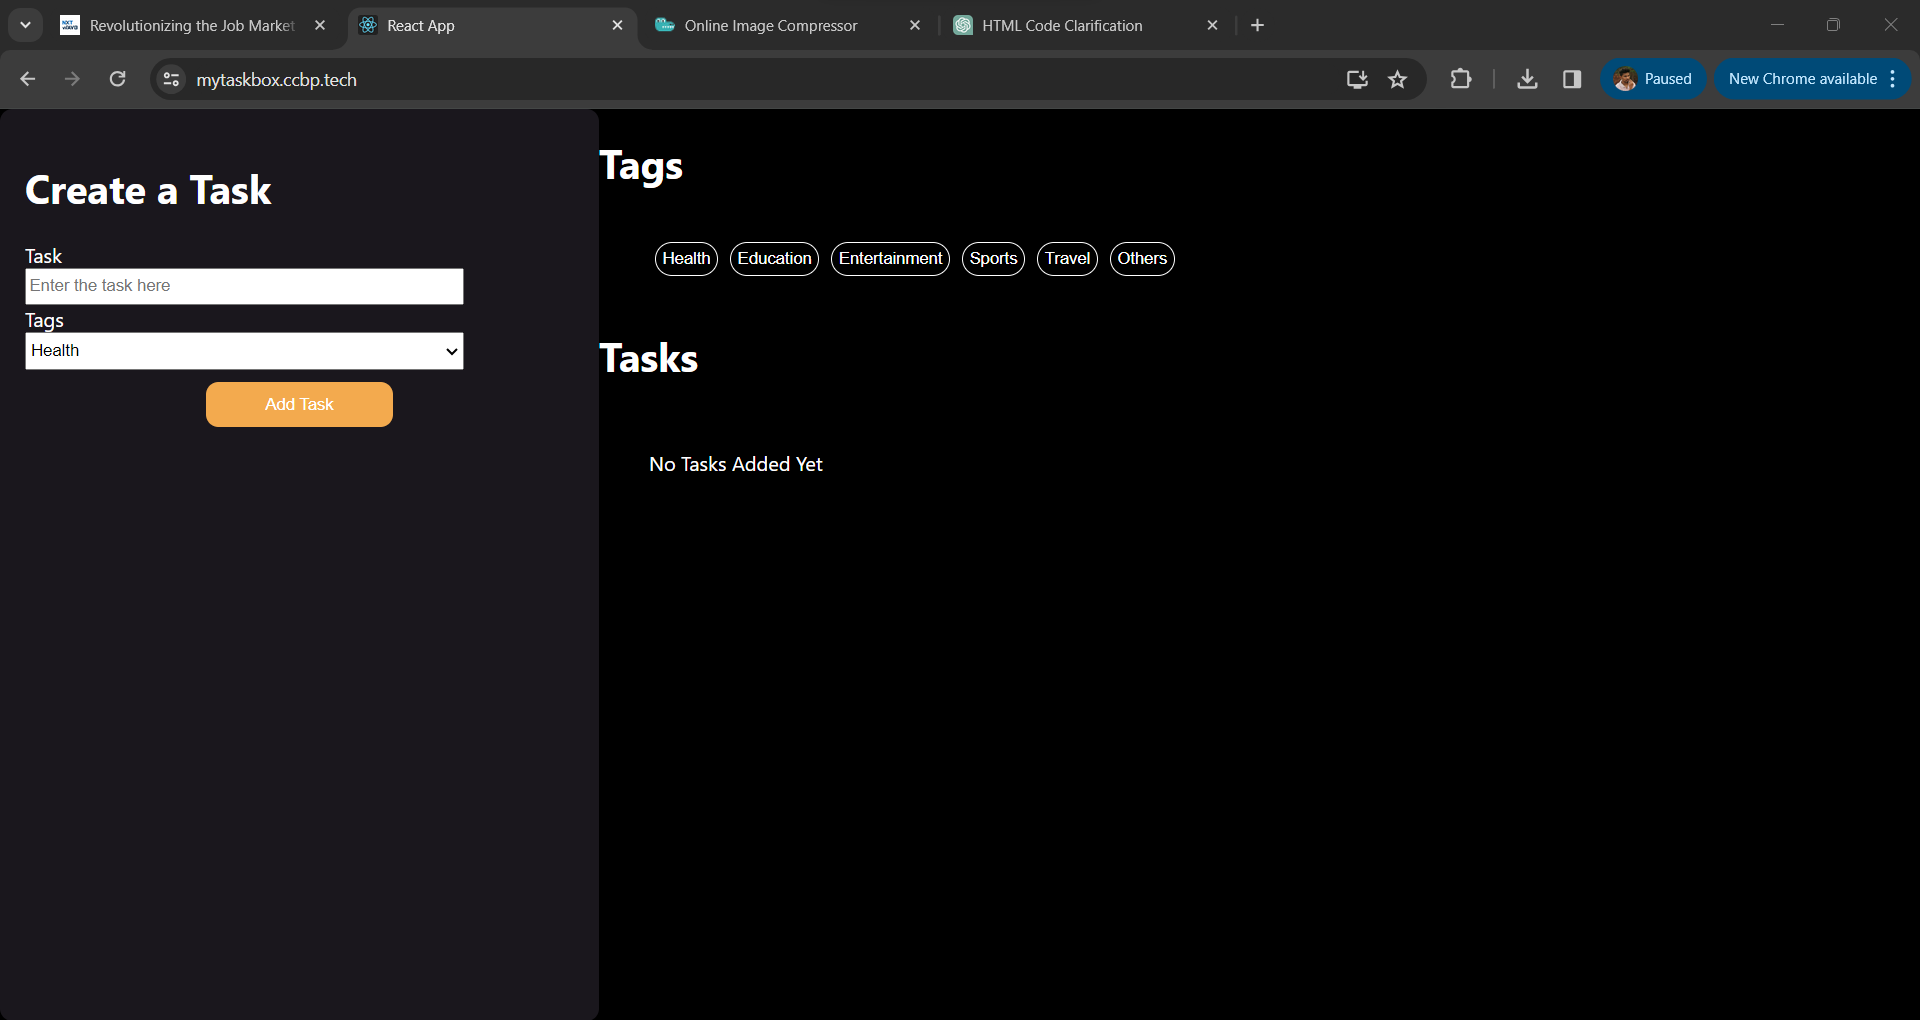 Revolutionizing the Job Market
React App
Online Image Compressor
HTML Code Clarification
mytaskbox.ccbp.tech
Paused
New Chrome available
Create a Task
Task
Enter the task here
Tags
Health
Add Task
Tags
Health Education Entertainment Sports Travel Others
Tasks
No Tasks Added Yet